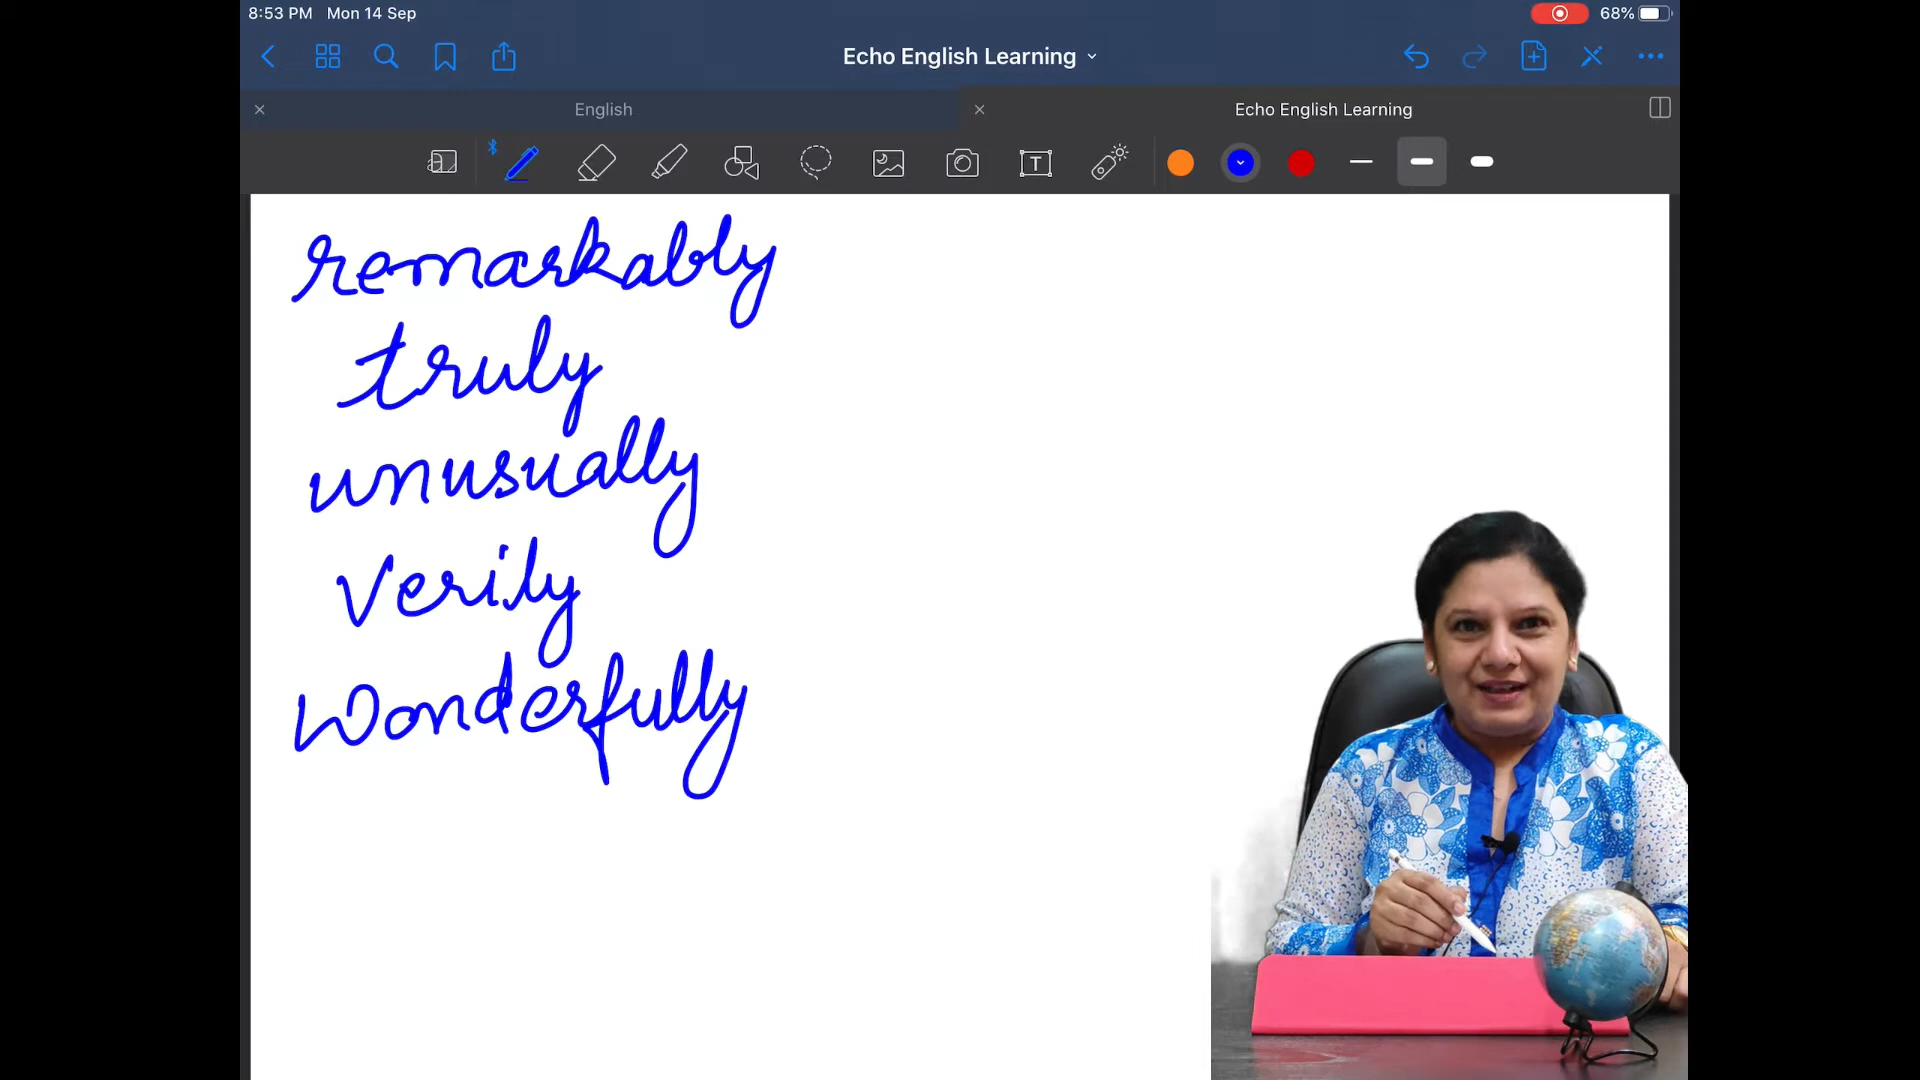 8:53 PM Mon 14 Sep
68%
Echo English Learning
English
Echo English Learning
T
remarkably
truly
unusually
verily
wonderfully